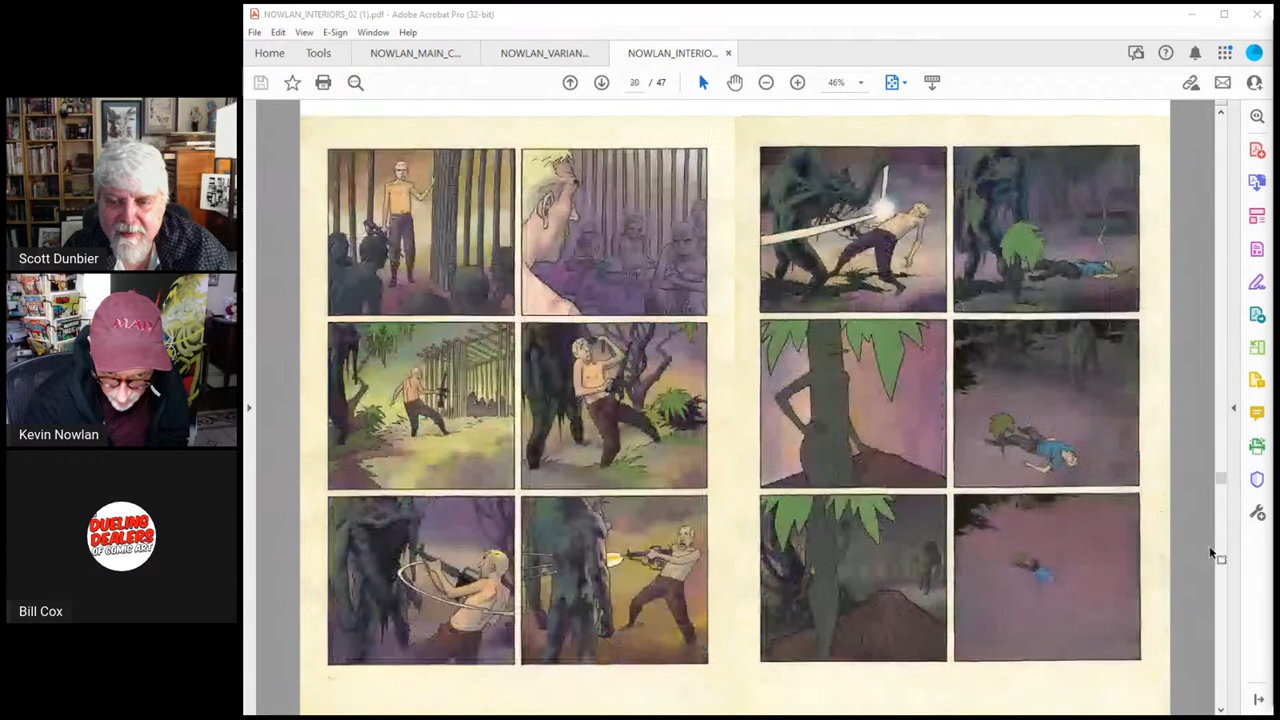 NOWLAN_INTERIORS_02 (1).pdf - Adobe Acrobat Pro (32-bit)
File Edit View E-Sign Window Help
Home Tools NOWLAN_MAIN_C... NOWLAN_VARIAN... NOWLAN_INTERIO... ×
30 / 47 46%
Scott Dunbier
Kevin Nowlan
DUELING
DEALERS
OF COMIC ART
Bill Cox